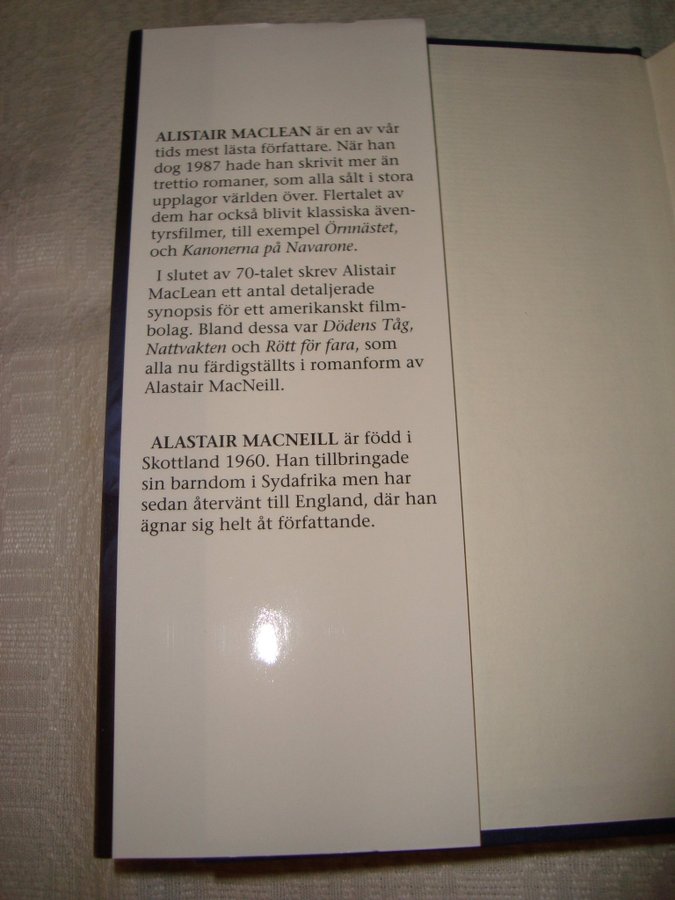 ALISTAIR MACLEAN är en av vår
tids mest lästa författare. När han
dog 1987 hade han skrivit mer än
trettio romaner, som alla sålt i stora
upplagor världen över. Flertalet av
dem har också blivit klassiska även-
tyrsfilmer, till exempel Örnnästet,
och Kanonerna på Navarone.
I slutet av 70-talet skrev Alistair
MacLean ett antal detaljerade
synopsis för ett amerikanskt film-
bolag. Bland dessa var Dödens Tåg,
Nattvakten och Rött för fara, som
alla nu färdigställts i romanform av
Alastair MacNeill.
ALASTAIR MACNEILL är född i
Skottland 1960. Han tillbringade
sin barndom i Sydafrika men har
sedan återvänt till England, där han
ägnar sig helt åt författande.